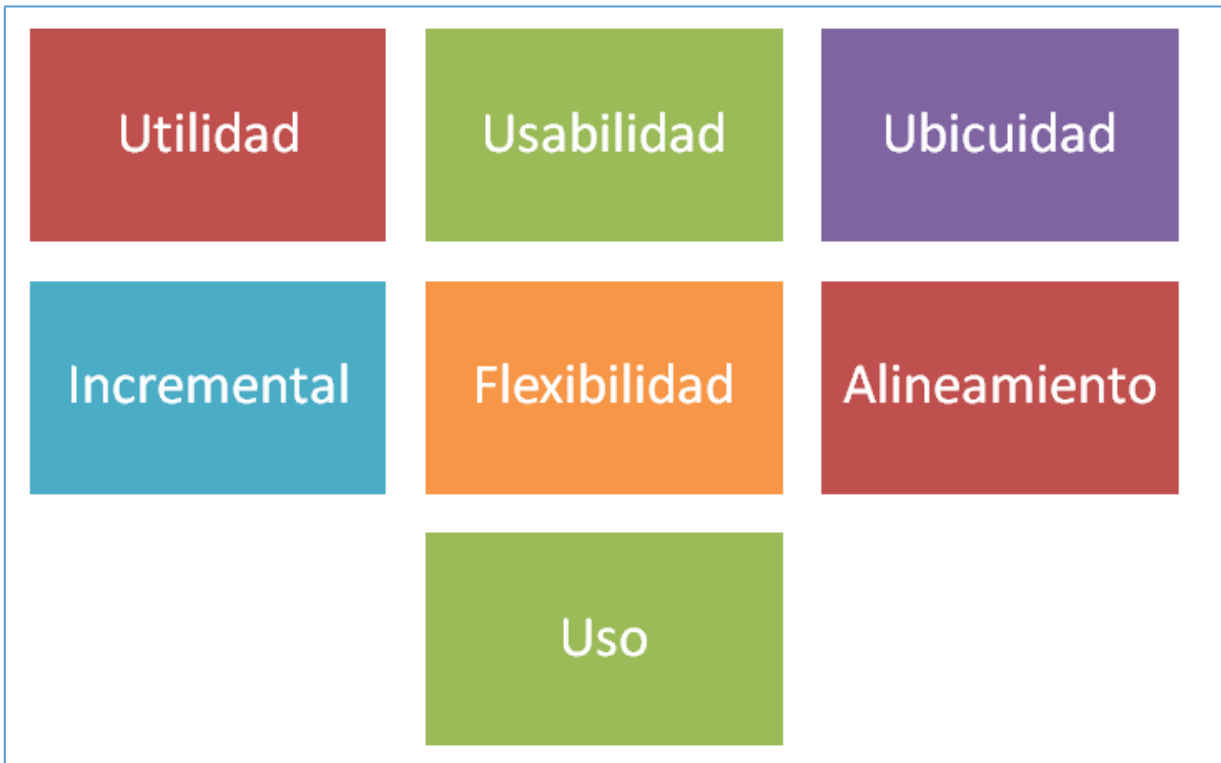 Utilidad
Usabilidad
Ubicuidad
Incremental
Flexibilidad
Alineamiento
Uso